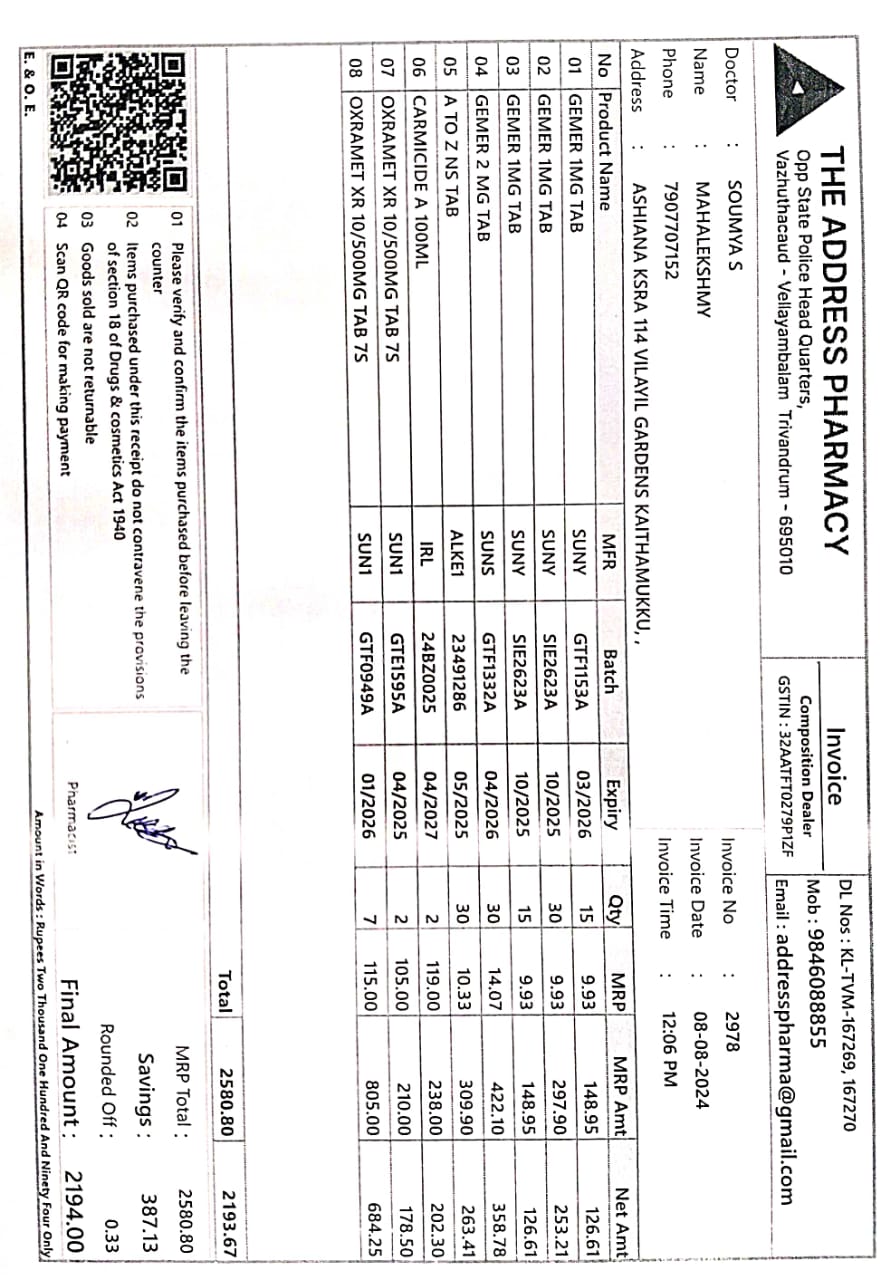 THE ADDRESS PHARMACY
Opp State Police Head Quarters,
Vazhuthacaud - Vellayambalam Trivandrum - 695010
Invoice
Composition Dealer
GSTIN : 32AATFT0279P1ZF
DL Nos : KL-TVM-167269, 167270
Mob : 9846088855
Email : addresspharma@gmail.com
Doctor : SOUMYA S
Name : MAHALEKSHMY
Phone : 7907707152
Address : ASHIANA KSRA 114 VILAYIL GARDENS KAITHAMUKKU, ,
Invoice No : 2978
Invoice Date : 08-08-2024
Invoice Time : 12:06 PM
No Product Name MFR Batch Expiry Qty MRP MRP Amt Net Amt
01 GEMER 1MG TAB SUNY GTF1153A 03/2026 15 9.93 148.95 126.61
02 GEMER 1MG TAB SUNY SIE2623A 10/2025 30 9.93 297.90 253.21
03 GEMER 1MG TAB SUNY SIE2623A 10/2025 15 9.93 148.95 126.61
04 GEMER 2 MG TAB SUNS GTF1332A 04/2026 30 14.07 422.10 358.78
05 A TO Z NS TAB ALKE1 23491286 05/2025 30 10.33 309.90 263.41
06 CARMICIDE A 100ML IRL 24BZ0025 04/2027 2 119.00 238.00 202.30
07 OXRAMET XR 10/500MG TAB 7S SUN1 GTE1595A 04/2025 2 105.00 210.00 178.50
08 OXRAMET XR 10/500MG TAB 7S SUN1 GTF0949A 01/2026 7 115.00 805.00 684.25
Total 2580.80 2193.67
01 Please verify and confirm the items purchased before leaving the
counter
02 Items purchased under this receipt do not contravene the provisions
of section 18 of Drugs & cosmetics Act 1940
03 Goods sold are not returnable
04 Scan QR code for making payment
Pharmacist
MRP Total : 2580.80
Savings : 387.13
Rounded Off : 0.33
Final Amount : 2194.00
E. & O. E.
Amount in Words : Rupees Two Thousand One Hundred And Ninety Four Only